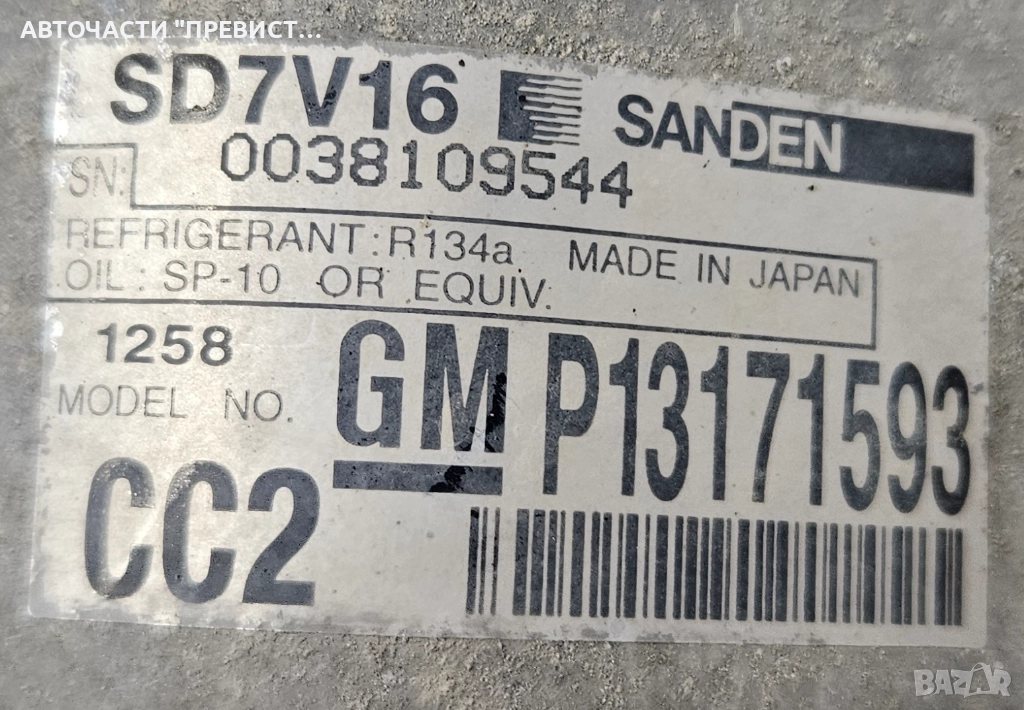 АВТОЧАСТИ "ПРЕВИСТ...
SD7V16 SANDEN
SN: 0038109544
REFRIGERANT: R134a MADE IN JAPAN
OIL: SP-10 OR EQUIV.
1258
MODEL NO.
GM P13171593
CC2
BAZAR